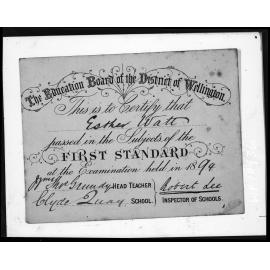 The Education Board of the District of Wellington.
This is to Certify that
Esther Watt
passed in the Subjects of the
FIRST STANDARD
at the Examination held in 1894
Grundy HEAD TEACHER Robert Lee
Clyde Quay SCHOOL. INSPECTOR OF SCHOOLS.